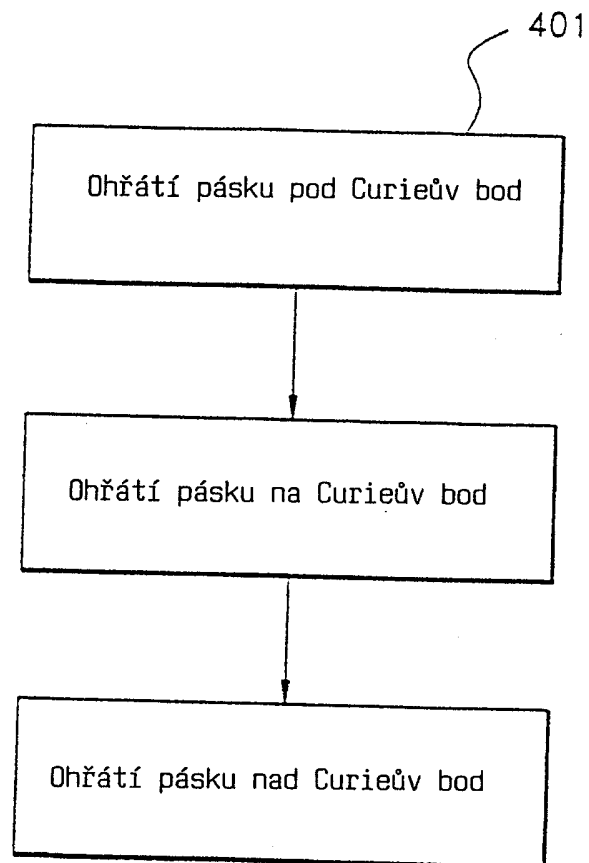 401
Ohřátí pásku pod Curieův bod
Ohřátí pásku na Curieův bod
Ohřátí pásku nad Curieův bod